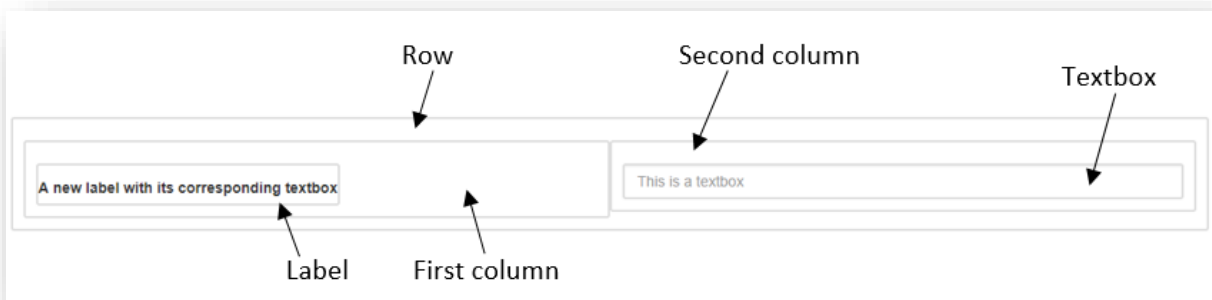 Row
Second column
Textbox
A new label with its corresponding textbox
This is a textbox
Label
First column